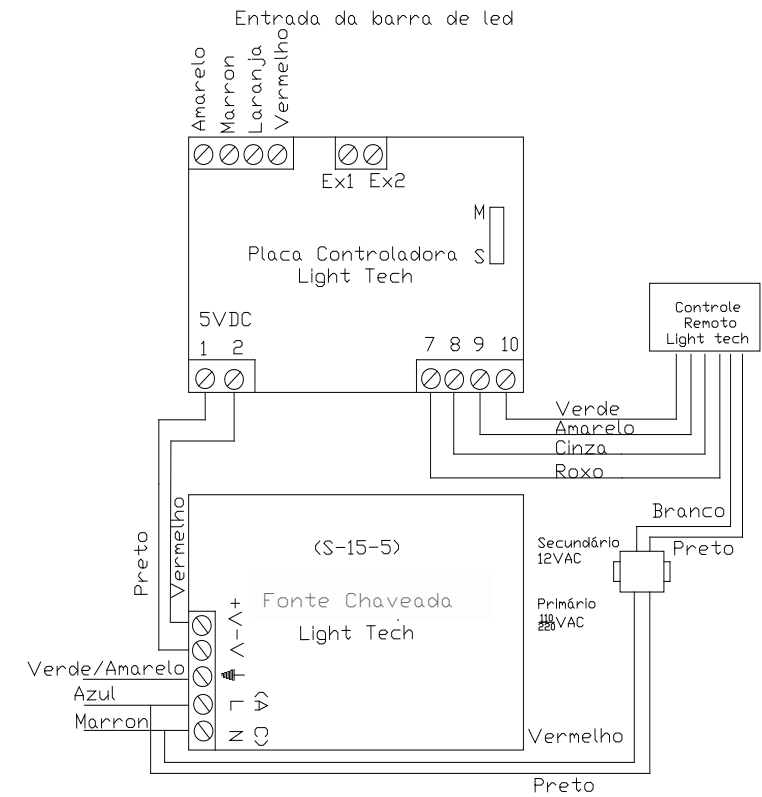 Entrada da barra de led
Amarelo
Marron
Laranja
Vermelho
Ex1 Ex2
M
S
Placa Controladora
Light Tech
5VDC
1 2
7 8 9 10
Controle
Remoto
Light tech
Verde
Amarelo
Cinza
Roxo
Branco
Preto
Preto
Vermelho
(S-15-5)
Fonte Chaveada
Light Tech
Secundário
12VAC
Primário
110
220 VAC
+V
-V
L
N
(A
C)
Verde/Amarelo
Azul
Marron
Vermelho
Preto